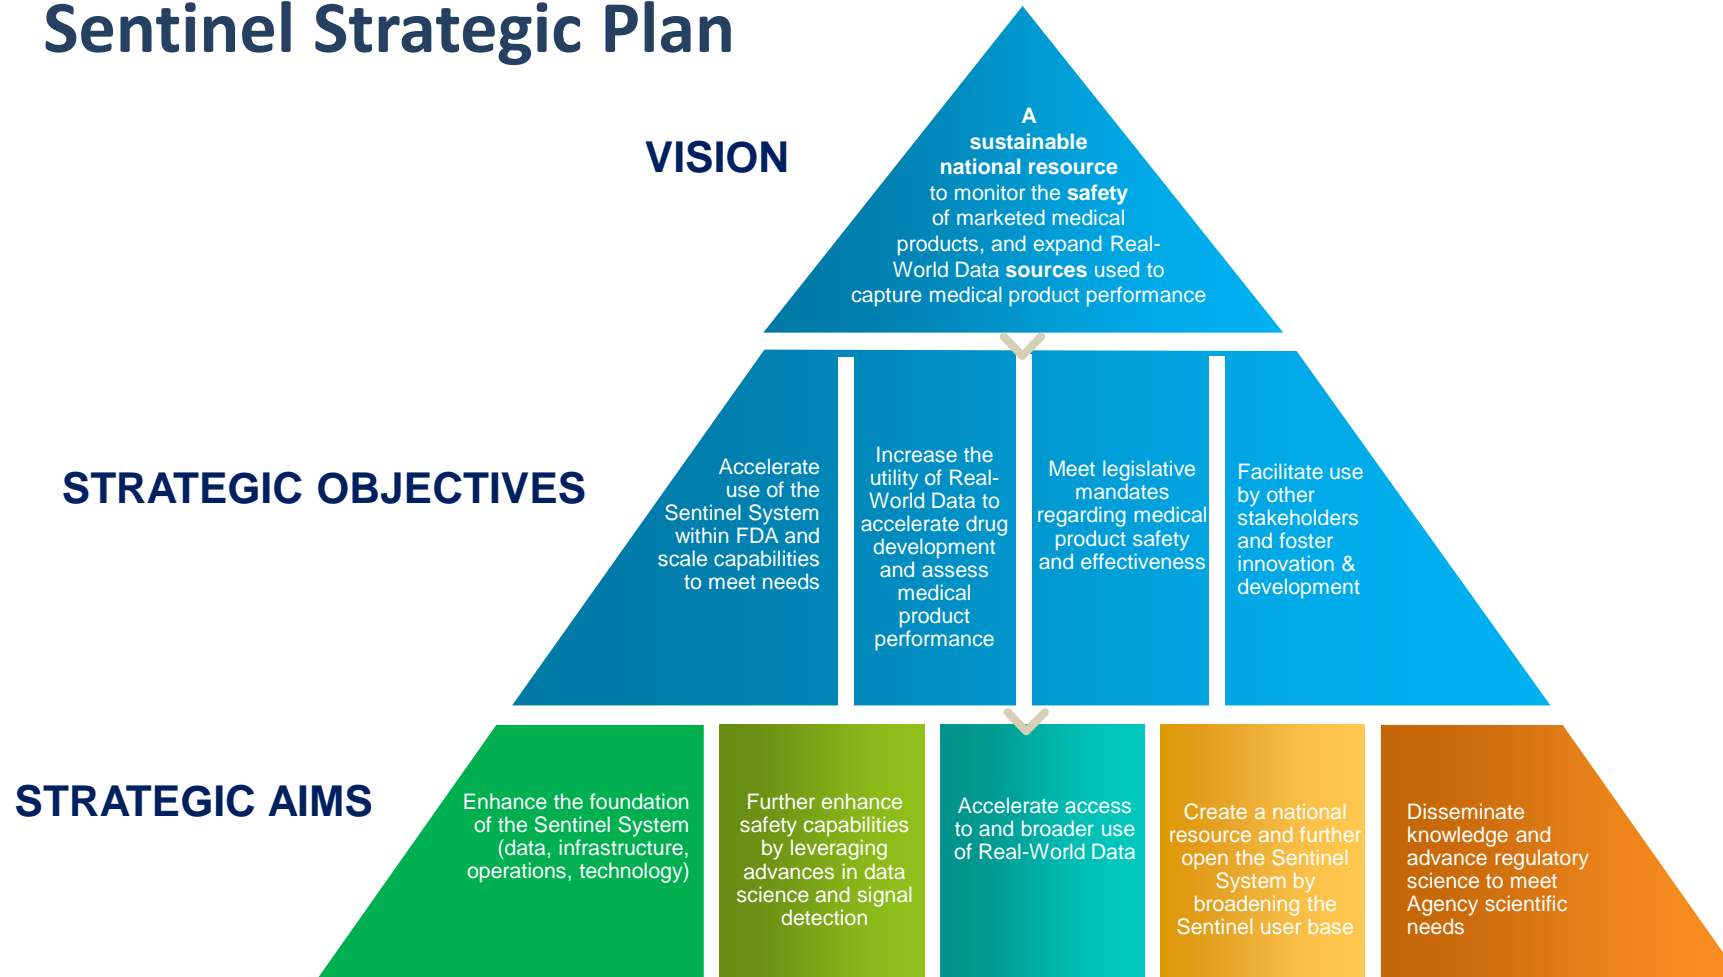 Sentinel Strategic Plan
VISION
A
sustainable
national resource
to monitor the safety
of marketed medical
products, and expand Real-
World Data sources used to
capture medical product performance
STRATEGIC OBJECTIVES
Accelerate
use of the
Sentinel System
within FDA and
scale capabilities
to meet needs
Increase the
utility of Real-
World Data to
accelerate drug
development
and assess
medical
product
performance
Meet legislative
mandates
regarding medical
product safety
and effectiveness
Facilitate use
by other
stakeholders
and foster
innovation &
development
STRATEGIC AIMS
Enhance the foundation
of the Sentinel System
(data, infrastructure,
operations, technology)
Further enhance
safety capabilities
by leveraging
advances in data
science and signal
detection
Accelerate access
to and broader use
of Real-World Data
Create a national
resource and further
open the Sentinel
System by
broadening the
Sentinel user base
Disseminate
knowledge and
advance regulatory
science to meet
Agency scientific
needs